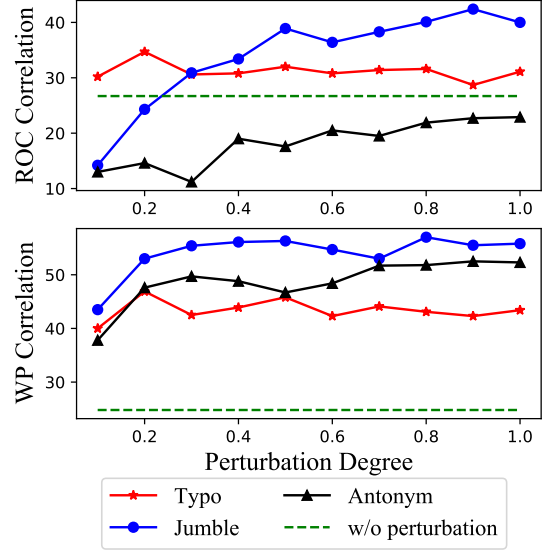 ROC Correlation
40
30
20
10
0.2 0.4 0.6 0.8 1.0
WP Correlation
50
40
30
0.2 0.4 0.6 0.8 1.0
Perturbation Degree
Typo Antonym
Jumble w/o perturbation